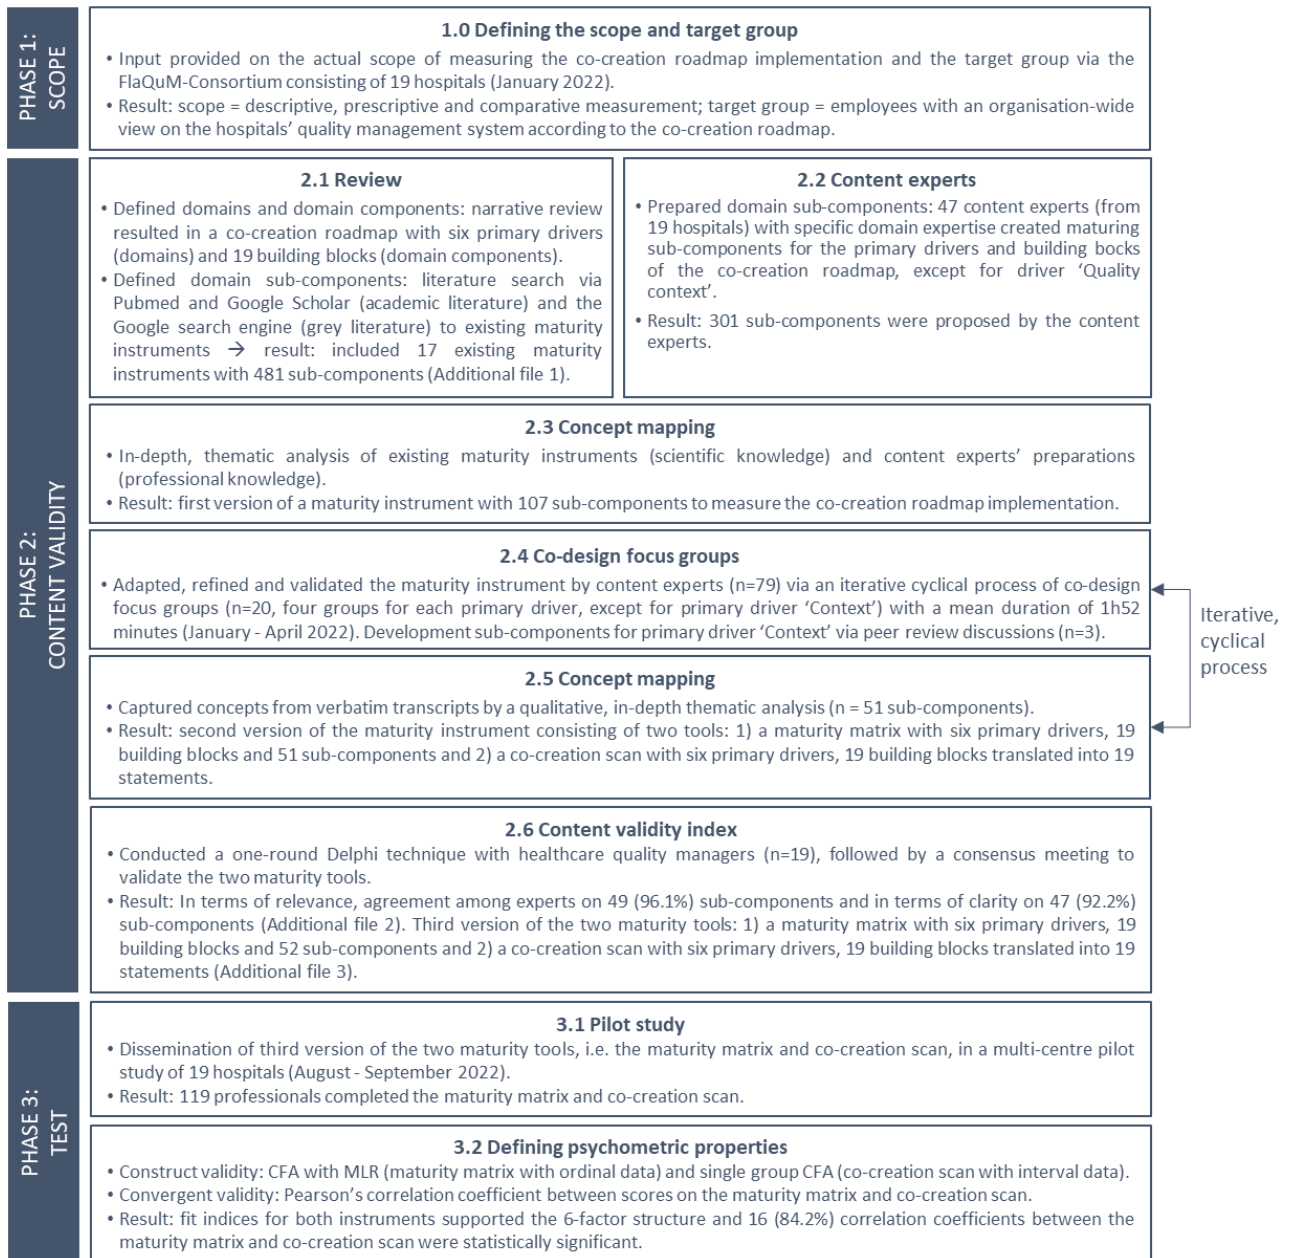 PHASE 1:
SCOPE
1.0 Defining the scope and target group
• Input provided on the actual scope of measuring the co-creation roadmap implementation and the target group via the
FlaQuM-Consortium consisting of 19 hospitals (January 2022).
• Result: scope = descriptive, prescriptive and comparative measurement; target group = employees with an organisation-wide
view on the hospitals' quality management system according to the co-creation roadmap.
PHASE 2:
CONTENT VALIDITY
2.1 Review
• Defined domains and domain components: narrative review
resulted in a co-creation roadmap with six primary drivers
(domains) and 19 building blocks (domain components).
• Defined domain sub-components: literature search via
Pubmed and Google Scholar (academic literature) and the
Google search engine (grey literature) to existing maturity
instruments → result: included 17 existing maturity
instruments with 481 sub-components (Additional file 1).
2.2 Content experts
• Prepared domain sub-components: 47 content experts (from
19 hospitals) with specific domain expertise created maturing
sub-components for the primary drivers and building bocks
of the co-creation roadmap, except for driver 'Quality
context'.
• Result: 301 sub-components were proposed by the content
experts.
2.3 Concept mapping
• In-depth, thematic analysis of existing maturity instruments (scientific knowledge) and content experts' preparations
(professional knowledge).
• Result: first version of a maturity instrument with 107 sub-components to measure the co-creation roadmap implementation.
2.4 Co-design focus groups
• Adapted, refined and validated the maturity instrument by content experts (n=79) via an iterative cyclical process of co-design
focus groups (n=20, four groups for each primary driver, except for primary driver 'Context') with a mean duration of 1h52
minutes (January - April 2022). Development sub-components for primary driver 'Context' via peer review discussions (n=3).
Iterative,
cyclical
process
2.5 Concept mapping
• Captured concepts from verbatim transcripts by a qualitative, in-depth thematic analysis (n = 51 sub-components).
• Result: second version of the maturity instrument consisting of two tools: 1) a maturity matrix with six primary drivers, 19
building blocks and 51 sub-components and 2) a co-creation scan with six primary drivers, 19 building blocks translated into 19
statements.
2.6 Content validity index
• Conducted a one-round Delphi technique with healthcare quality managers (n=19), followed by a consensus meeting to
validate the two maturity tools.
• Result: In terms of relevance, agreement among experts on 49 (96.1%) sub-components and in terms of clarity on 47 (92.2%)
sub-components (Additional file 2). Third version of the two maturity tools: 1) a maturity matrix with six primary drivers, 19
building blocks and 52 sub-components and 2) a co-creation scan with six primary drivers, 19 building blocks translated into 19
statements (Additional file 3).
PHASE 3:
TEST
3.1 Pilot study
• Dissemination of third version of the two maturity tools, i.e. the maturity matrix and co-creation scan, in a multi-centre pilot
study of 19 hospitals (August - September 2022).
• Result: 119 professionals completed the maturity matrix and co-creation scan.
3.2 Defining psychometric properties
• Construct validity: CFA with MLR (maturity matrix with ordinal data) and single group CFA (co-creation scan with interval data).
• Convergent validity: Pearson's correlation coefficient between scores on the maturity matrix and co-creation scan.
• Result: fit indices for both instruments supported the 6-factor structure and 16 (84.2%) correlation coefficients between the
maturity matrix and co-creation scan were statistically significant.